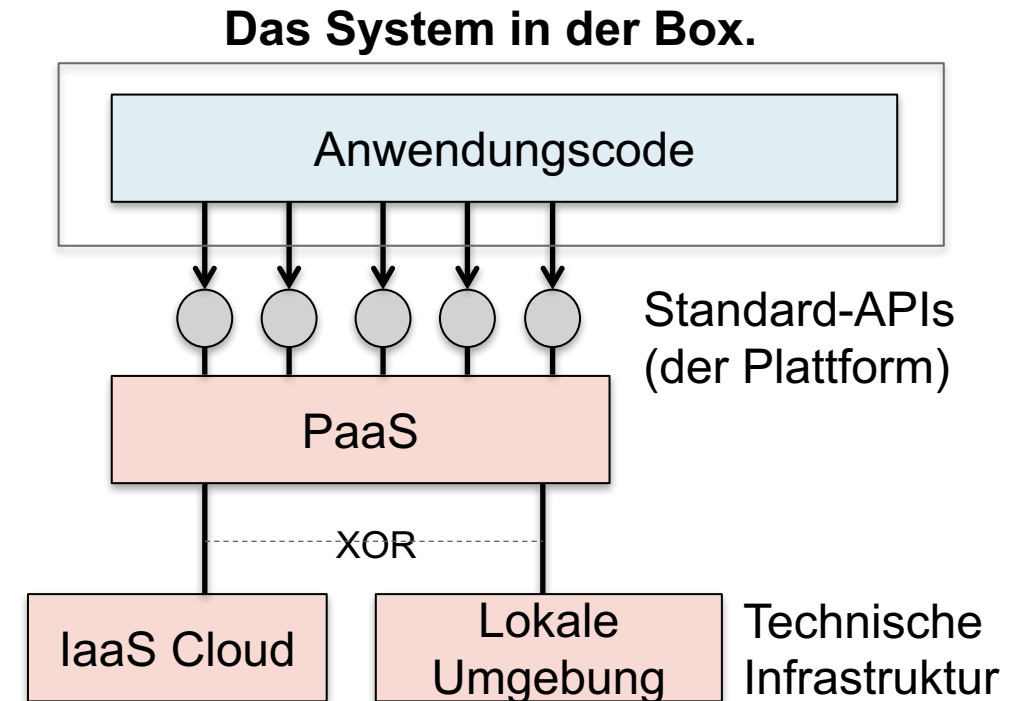 Das System in der Box.
Anwendungscode
Standard-APIs
(der Plattform)
PaaS
XOR
IaaS Cloud
Lokale
Umgebung
Technische
Infrastruktur